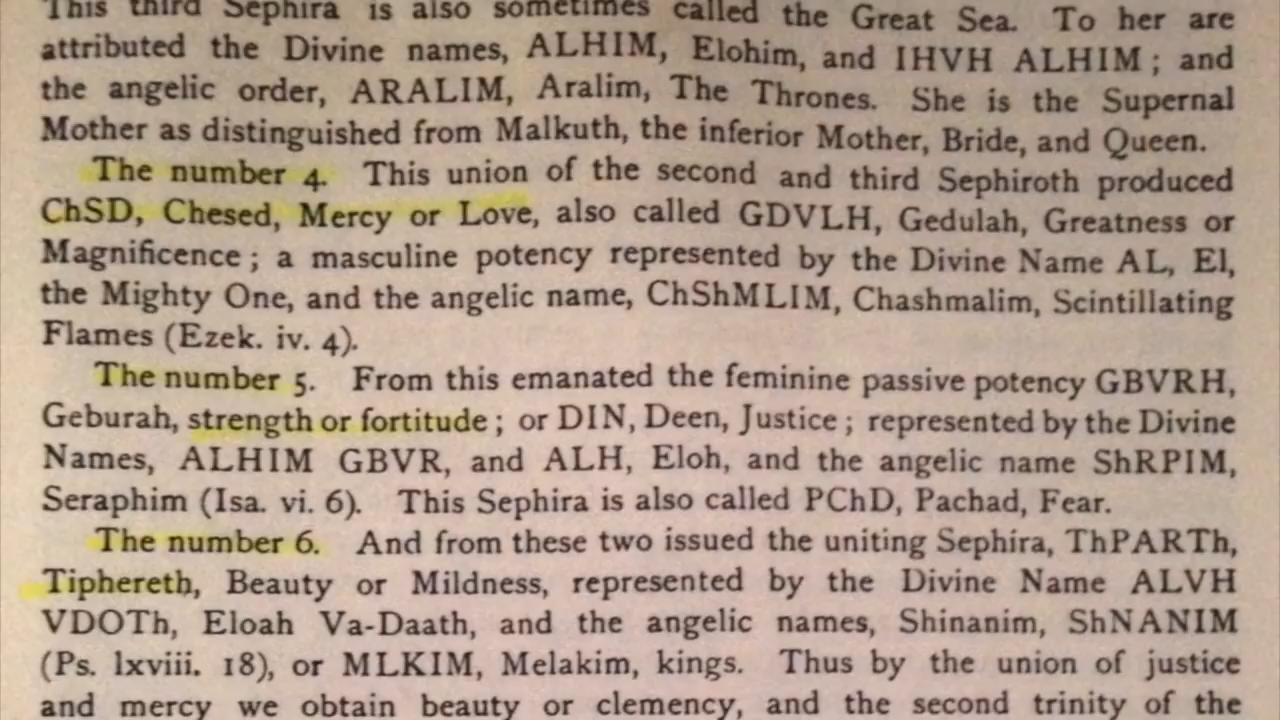 This third Sephira is also sometimes called the Great Sea. To her are
attributed the Divine names, ALHIM, Elohim, and IHVH ALHIM ; and
the angelic order, ARALIM, Aralim, The Thrones. She is the Supernal
Mother as distinguished from Malkuth, the inferior Mother, Bride, and Queen.
The number 4. This union of the second and third Sephiroth produced
ChSD, Chesed, Mercy or Love, also called GDVLH, Gedulah, Greatness or
Magnificence ; a masculine potency represented by the Divine Name AL, El,
the Mighty One, and the angelic name, ChShMLIM, Chashmalim, Scintillating
Flames (Ezek. iv. 4).
The number 5. From this emanated the feminine passive potency GBVRH,
Geburah, strength or fortitude ; or DIN, Deen, Justice ; represented by the Divine
Names, ALHIM GBVR, and ALH, Eloh, and the angelic name ShRPIM,
Seraphim (Isa. vi. 6). This Sephira is also called PChD, Pachad, Fear.
The number 6. And from these two issued the uniting Sephira, ThPARTh,
Tiphereth, Beauty or Mildness, represented by the Divine Name ALVH
VDOTh, Eloah Va-Daath, and the angelic names, Shinanim, ShNANIM
(Ps. lxviii. 18), or MLKIM, Melakim, kings. Thus by the union of justice
and mercy we obtain beauty or clemency, and the second trinity of the